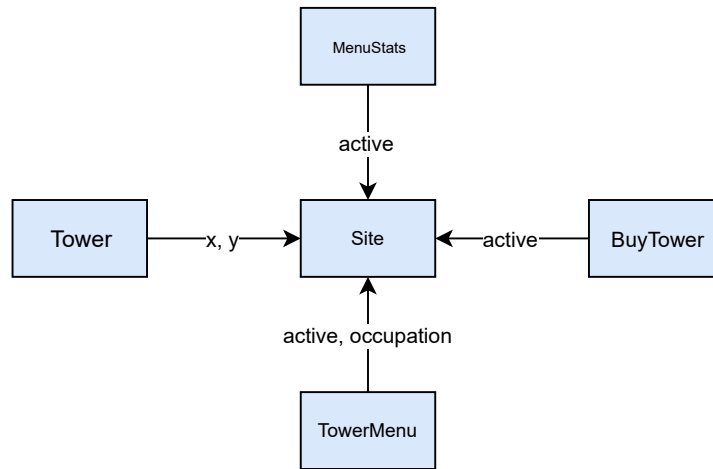 MenuStats
active
Tower
x, y
Site
active
BuyTower
active, occupation
TowerMenu